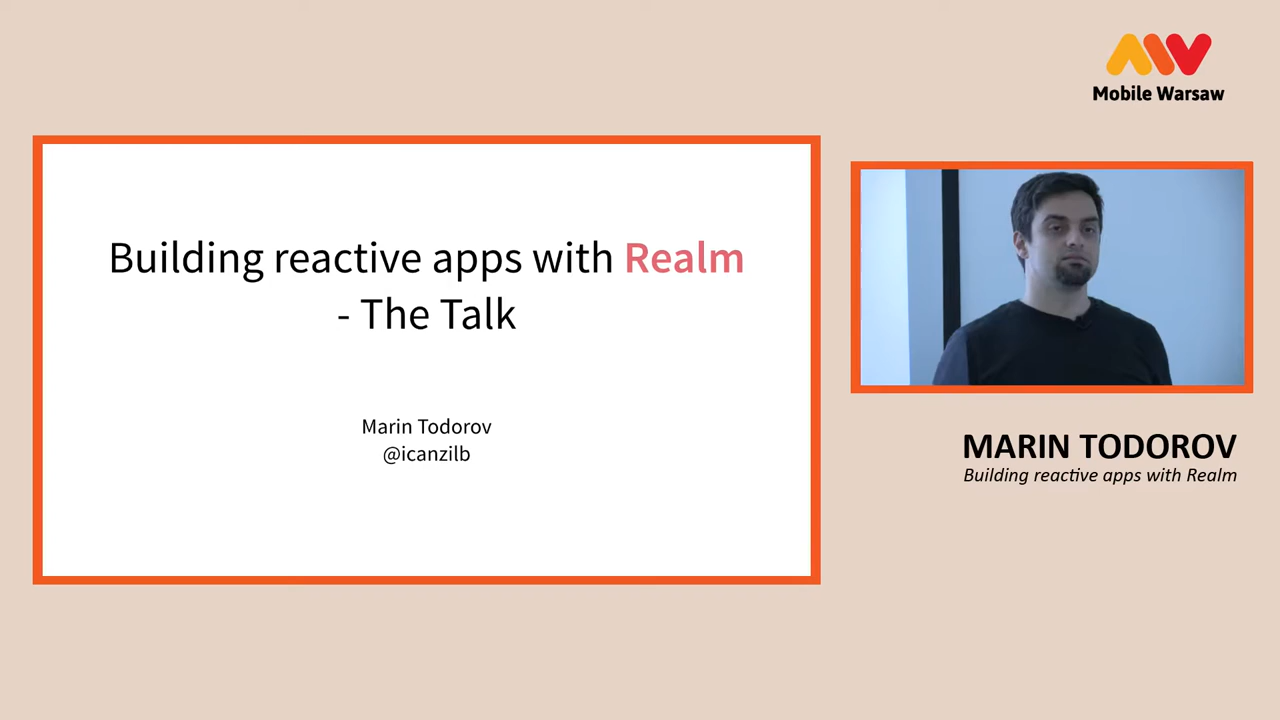 Mobile Warsaw
Building reactive apps with Realm
- The Talk
Marin Todorov
@icanzilb
MARIN TODOROV
Building reactive apps with Realm